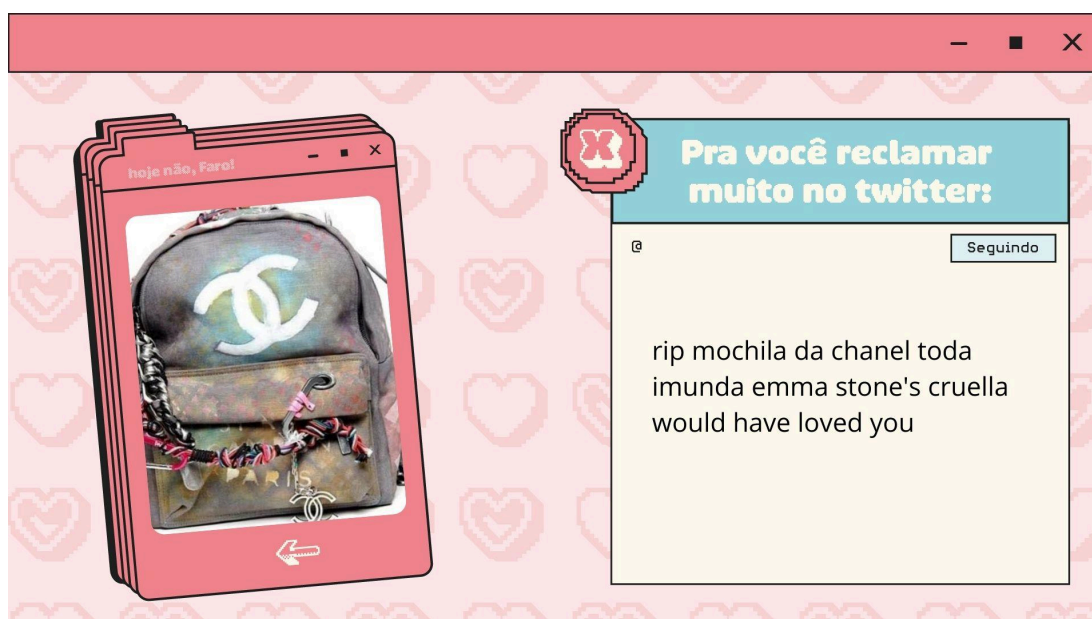 hoje não, Faro!
PARIS
Pra você reclamar
muito no twitter:
@
Seguindo
rip mochila da chanel toda
imunda emma stone's cruella
would have loved you